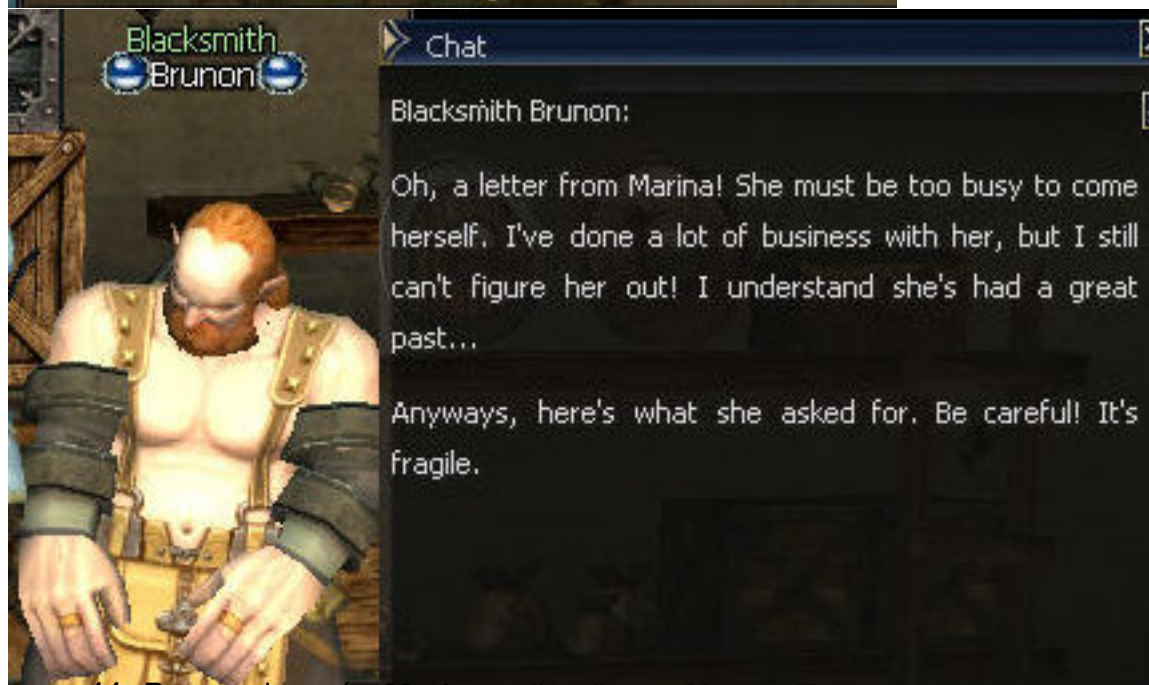 Blacksmith
Brunon
Chat
Blacksmith Brunon:
Oh, a letter from Marina! She must be too busy to come
herself. I've done a lot of business with her, but I still
can't figure her out! I understand she's had a great
past...
Anyways, here's what she asked for. Be careful! It's
fragile.